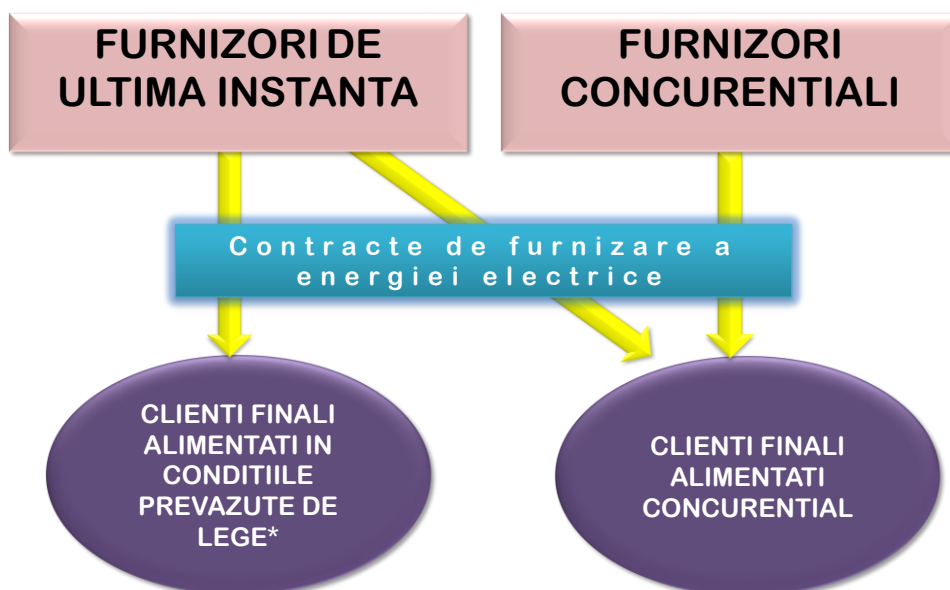 FURNIZORI DE
ULTIMA INSTANTA
FURNIZORI
CONCURENTIALI
Contracte de furnizare a
energiei electrice
CLIENTI FINALI
ALIMENTATI IN
CONDITIILE
PREVAZUTE DE
LEGE*
CLIENTI FINALI
ALIMENTATI
CONCURENTIAL